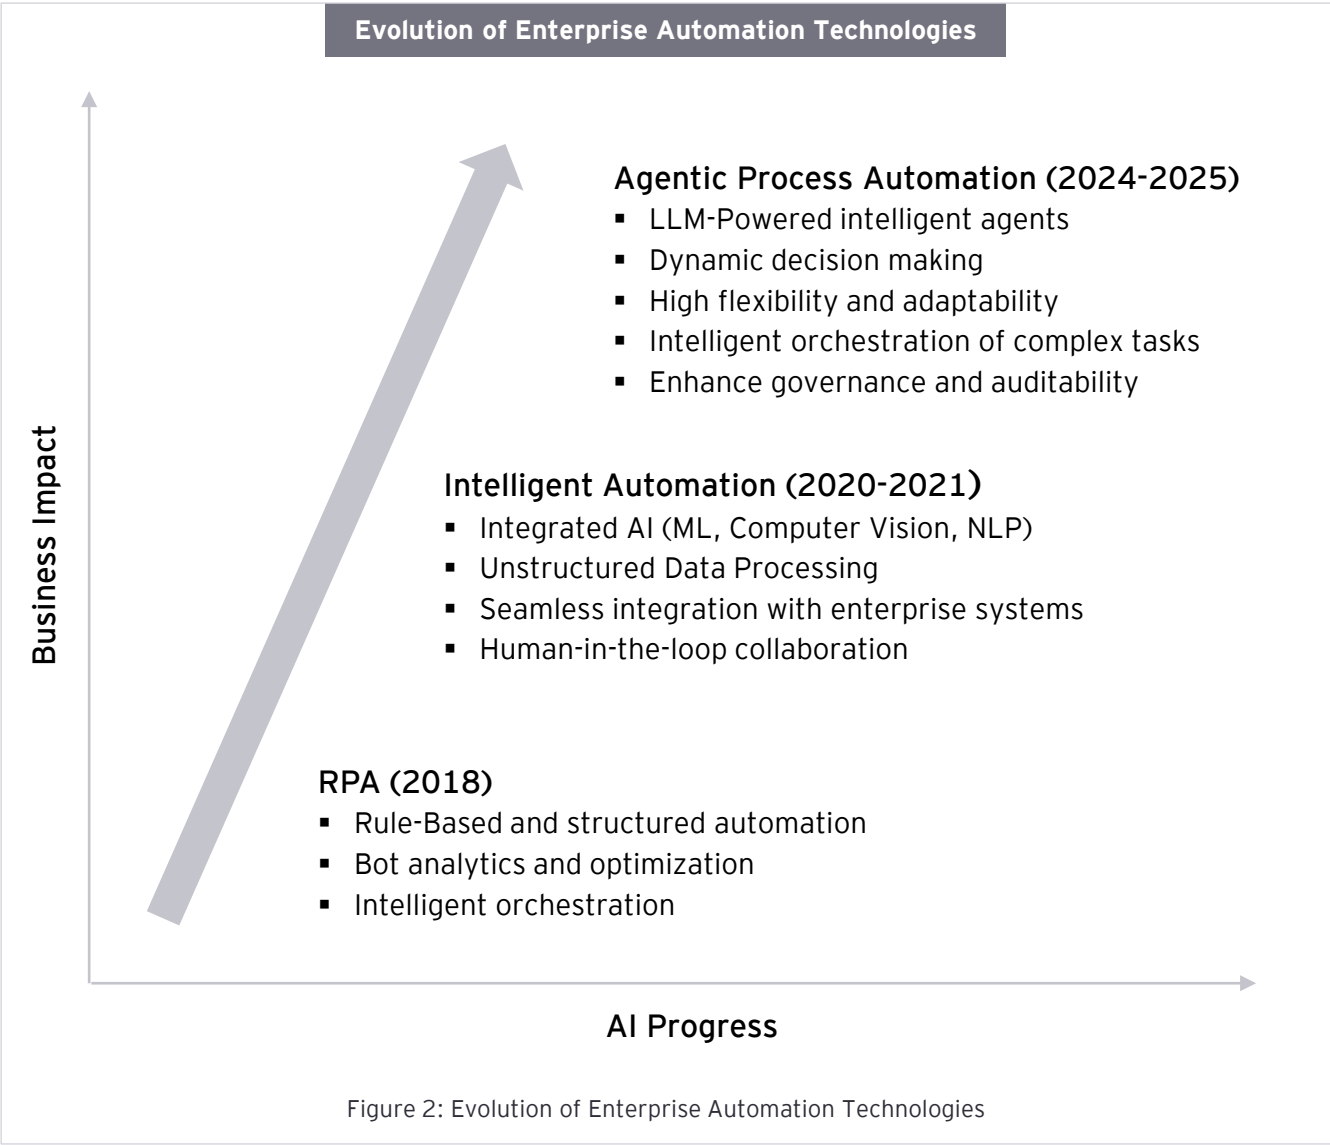 Evolution of Enterprise Automation Technologies
Agentic Process Automation (2024-2025)
▪ LLM-Powered intelligent agents
▪ Dynamic decision making
▪ High flexibility and adaptability
▪ Intelligent orchestration of complex tasks
▪ Enhance governance and auditability
Business Impact
Intelligent Automation (2020-2021)
▪ Integrated AI (ML, Computer Vision, NLP)
▪ Unstructured Data Processing
▪ Seamless integration with enterprise systems
▪ Human-in-the-loop collaboration
RPA (2018)
▪ Rule-Based and structured automation
▪ Bot analytics and optimization
▪ Intelligent orchestration
AI Progress
Figure 2: Evolution of Enterprise Automation Technologies